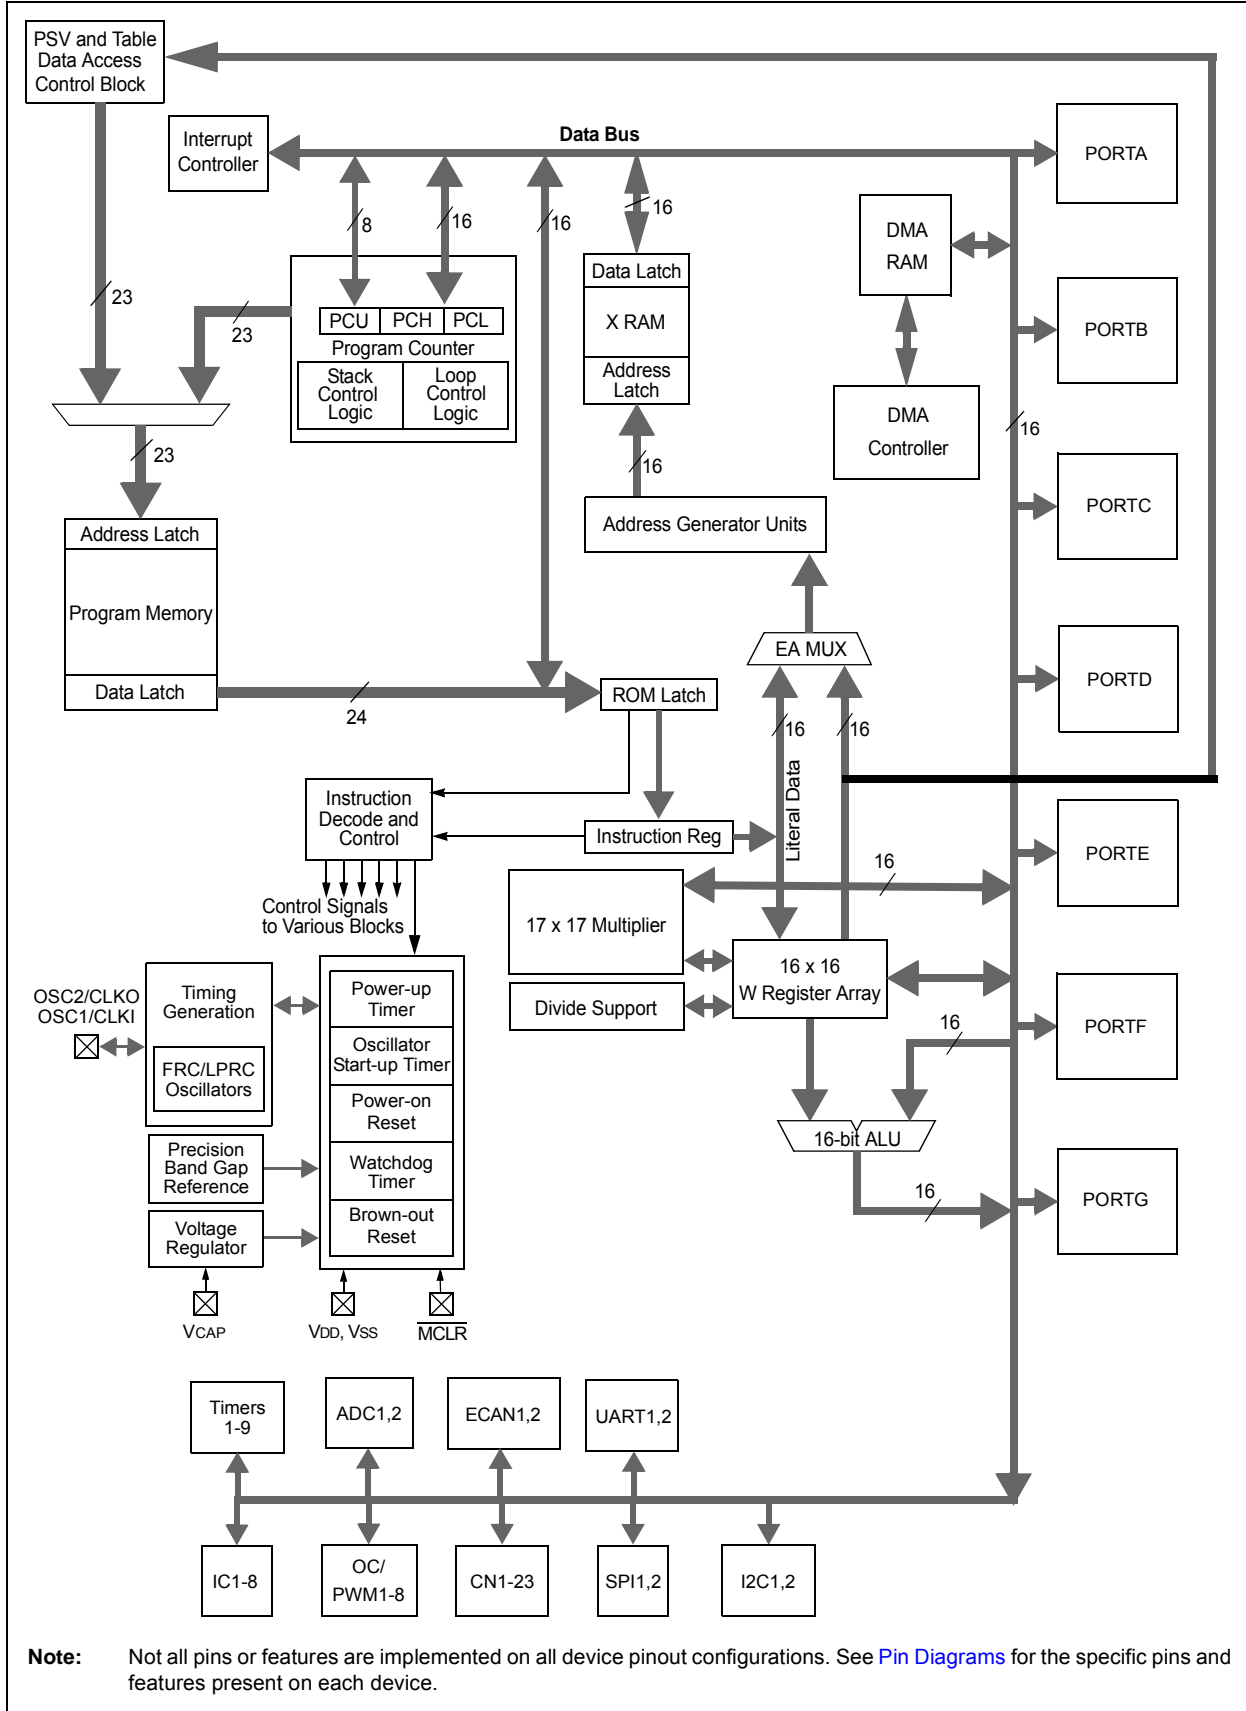 PSV and Table
Data Access
Control Block
Interrupt
Controller
Data Bus
PORTA
8
16
16
16
DMA
RAM
Data Latch
X RAM
Address
Latch
23
23
PCU
PCH
PCL
Program Counter
Stack
Control
Logic
Loop
Control
Logic
PORTB
DMA
Controller
16
23
16
PORTC
Address Latch
Program Memory
Data Latch
Address Generator Units
EA MUX
PORTD
24
ROM Latch
16
16
Literal Data
Instruction
Decode and
Control
Instruction Reg
PORTE
16
Control Signals
to Various Blocks
17 x 17 Multiplier
16 x 16
W Register Array
Divide Support
OSC2/CLKO
OSC1/CLKI
Timing
Generation
FRC/LPRC
Oscillators
Power-up
Timer
Oscillator
Start-up Timer
Power-on
Reset
Watchdog
Timer
Brown-out
Reset
16
PORTF
16-bit ALU
Precision
Band Gap
Reference
Voltage
Regulator
16
PORTG
VCAP
VDD, VSS
MCLR
Timers
1-9
ADC1,2
ECAN1,2
UART1,2
IC1-8
OC/
PWM1-8
CN1-23
SPI1,2
I2C1,2
Note: Not all pins or features are implemented on all device pinout configurations. See Pin Diagrams for the specific pins and
features present on each device.